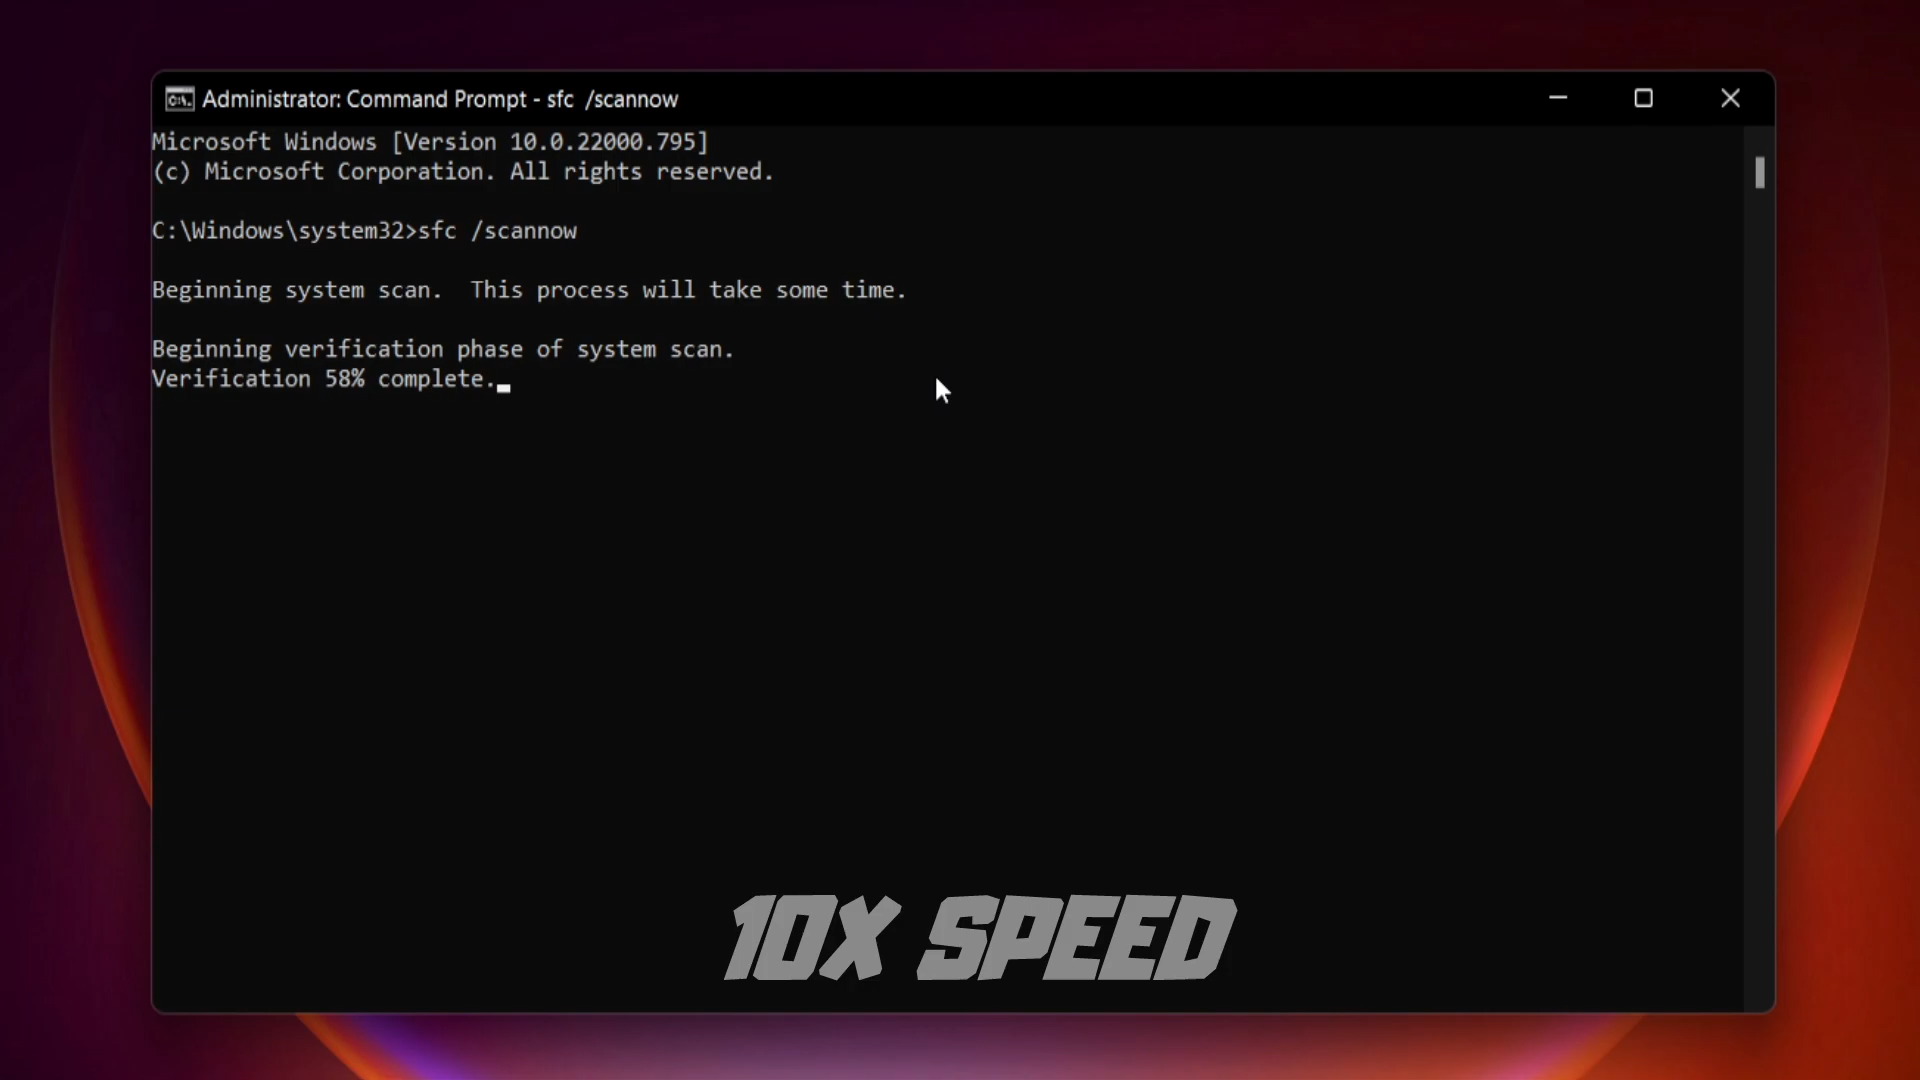 Administrator: Command Prompt - sfc  /scannow
Microsoft Windows [Version 10.0.22000.795]
(c) Microsoft Corporation. All rights reserved.
C:\Windows\system32>sfc /scannow
Beginning system scan.  This process will take some time.
Beginning verification phase of system scan.
Verification 58% complete.
10X SPEED